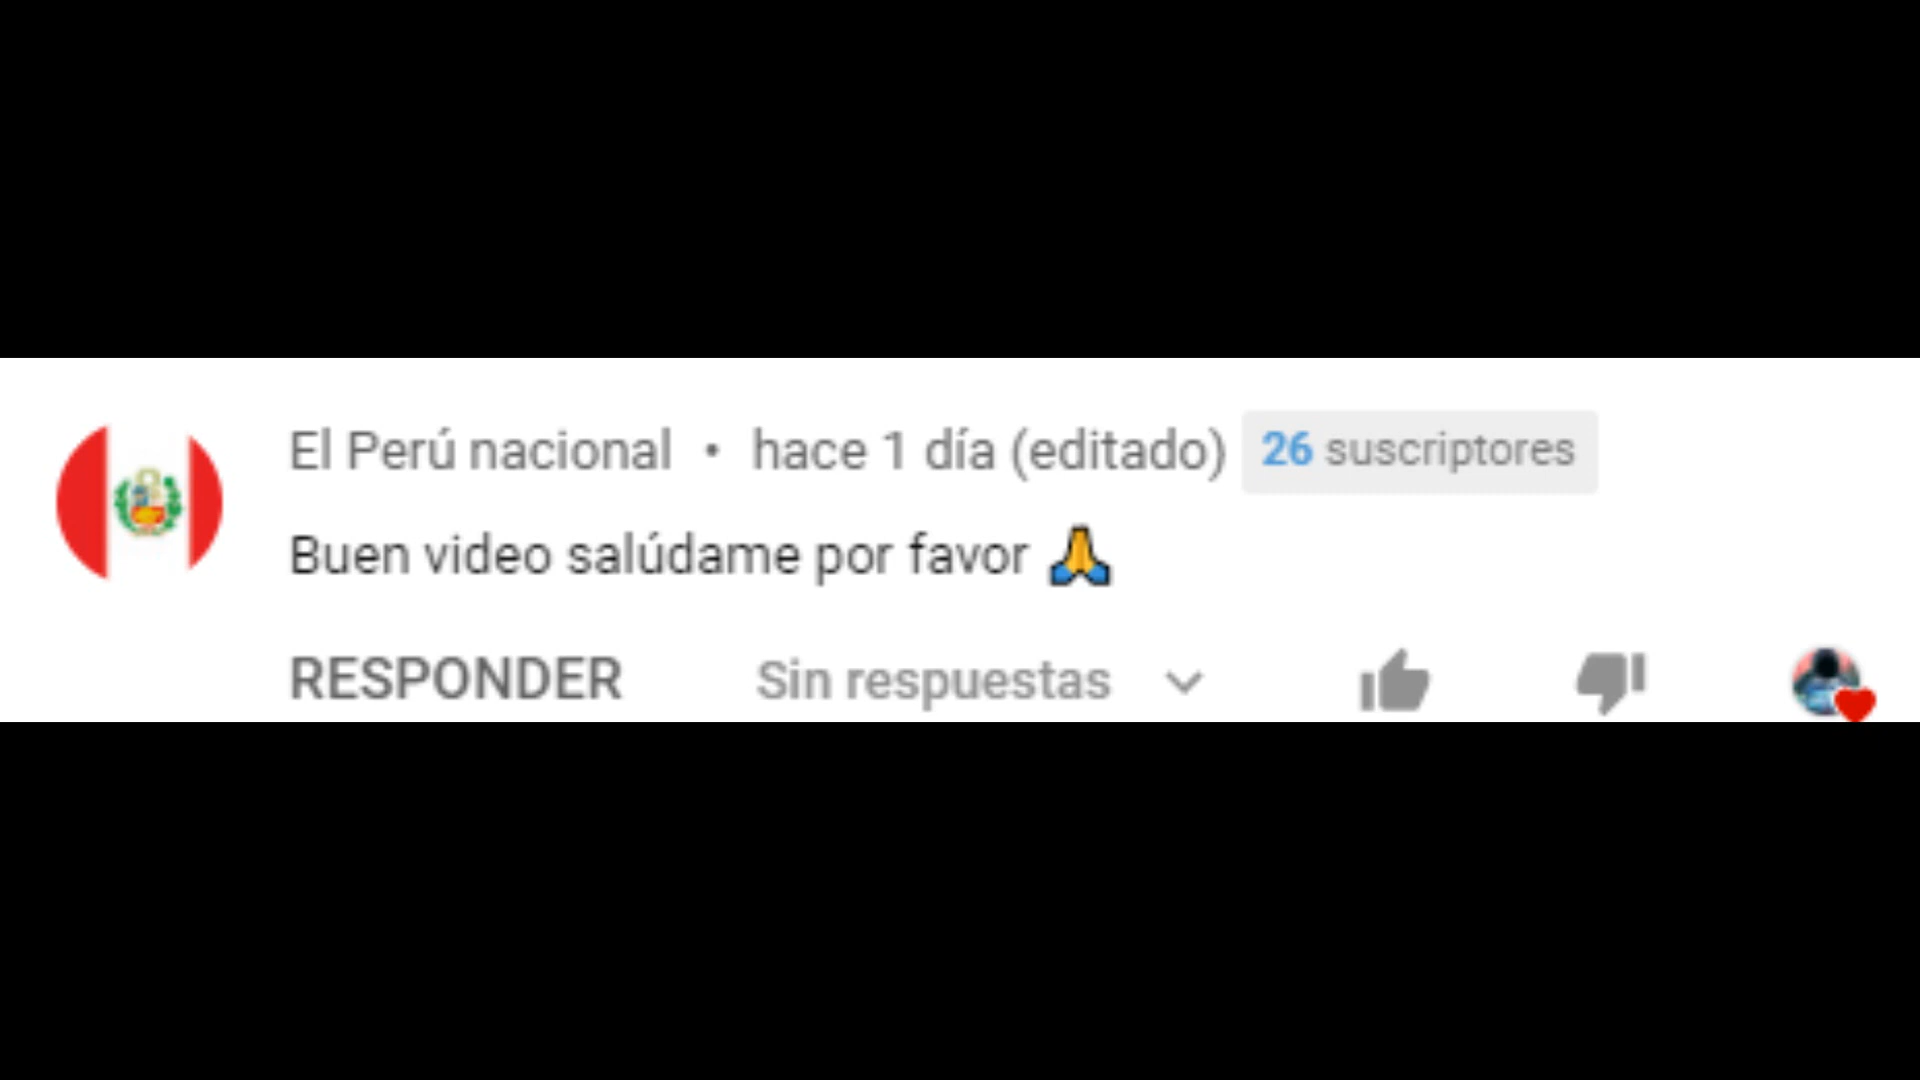 El Perú nacional • hace 1 día (editado) 26 suscriptores
Buen video salúdame por favor 🙏
RESPONDER Sin respuestas